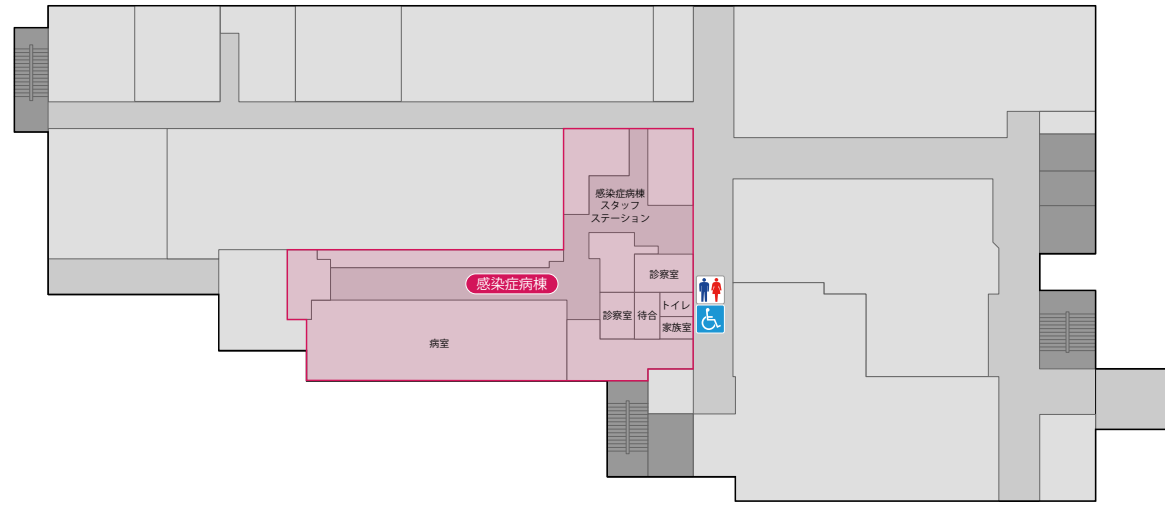 感染症病棟
スタッフ
ステーション
診察室
感染症病棟
診察室
待合
トイレ
家族室
病室